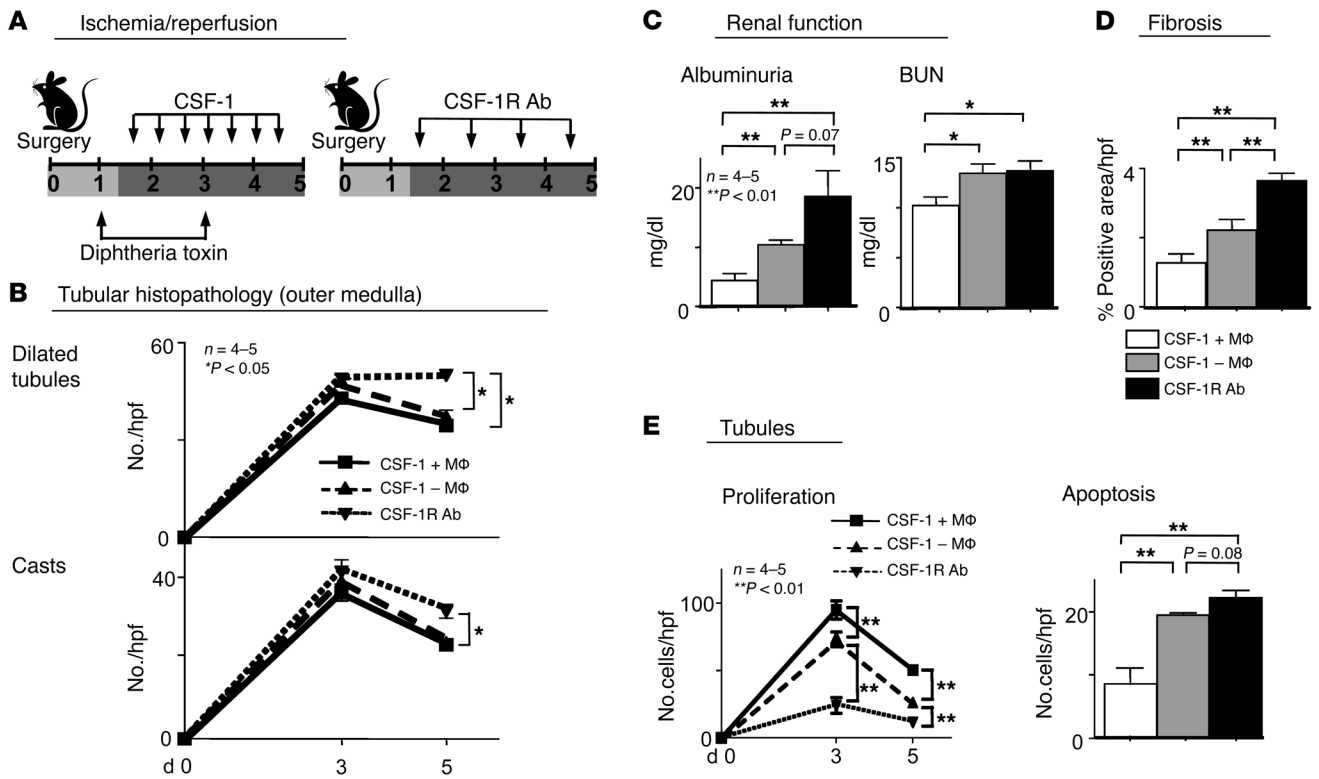 A
Ischemia/reperfusion
CSF-1
Surgery
0 1 2 3 4 5
Diphtheria toxin
CSF-1R Ab
Surgery
0 1 2 3 4 5
B
Tubular histopathology (outer medulla)
Dilated
tubules
No./hpf
60
0
n = 4–5
*P < 0.05
*
*
CSF-1 + MΦ
CSF-1 – MΦ
CSF-1R Ab
Casts
No./hpf
40
0
*
d 0 3 5
C
Renal function
Albuminuria
**
** P = 0.07
n = 4–5
**P < 0.01
20
0
mg/dl
BUN
*
*
15
0
mg/dl
D
Fibrosis
**
** **
4
0
% Positive area/hpf
CSF-1 + MΦ
CSF-1 – MΦ
CSF-1R Ab
E
Tubules
Proliferation
CSF-1 + MΦ
CSF-1 – MΦ
CSF-1R Ab
n = 4–5
**P < 0.01
100
0
No.cells/hpf
**
**
**
**
d 0 3 5
Apoptosis
**
** P = 0.08
20
0
No.cells/hpf